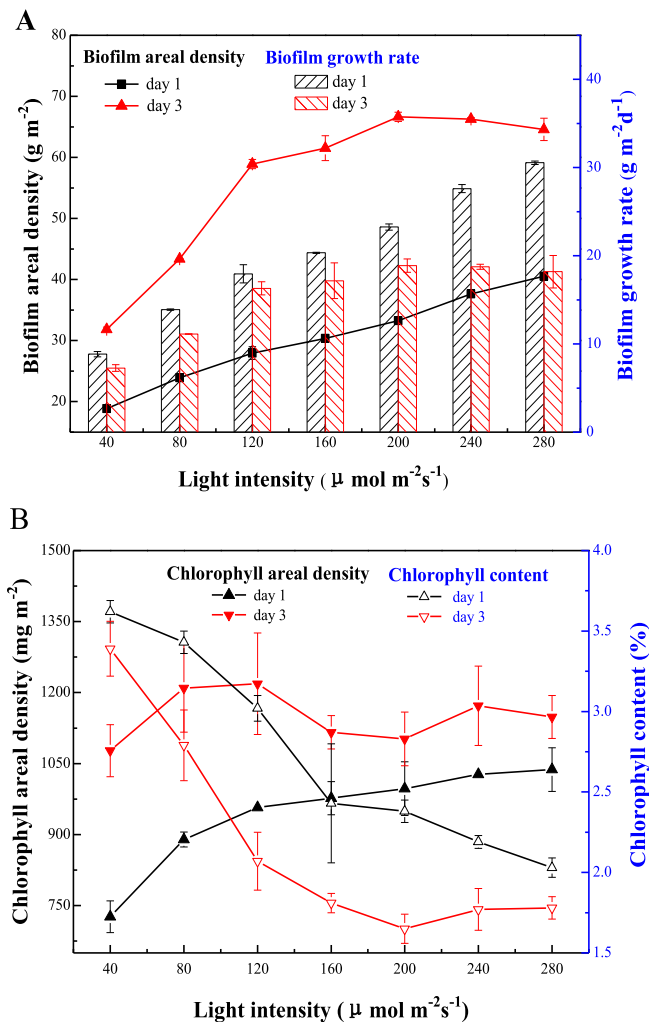 A
Biofilm areal density Biofilm growth rate
day 1 day 1
day 3 day 3
Biofilm areal density (g m-2)
80
70
60
50
40
30
20
Biofilm growth rate (g m-2d-1)
40
30
20
10
0
40 80 120 160 200 240 280
Light intensity (μ mol m-2s-1)
B
Chlorophyll areal density Chlorophyll content
day 1 day 1
day 3 day 3
Chlorophyll areal density (mg m-2)
1500
1350
1200
1050
900
750
Chlorophyll content (%)
4.0
3.5
3.0
2.5
2.0
1.5
40 80 120 160 200 240 280
Light intensity (μ mol m-2s-1)